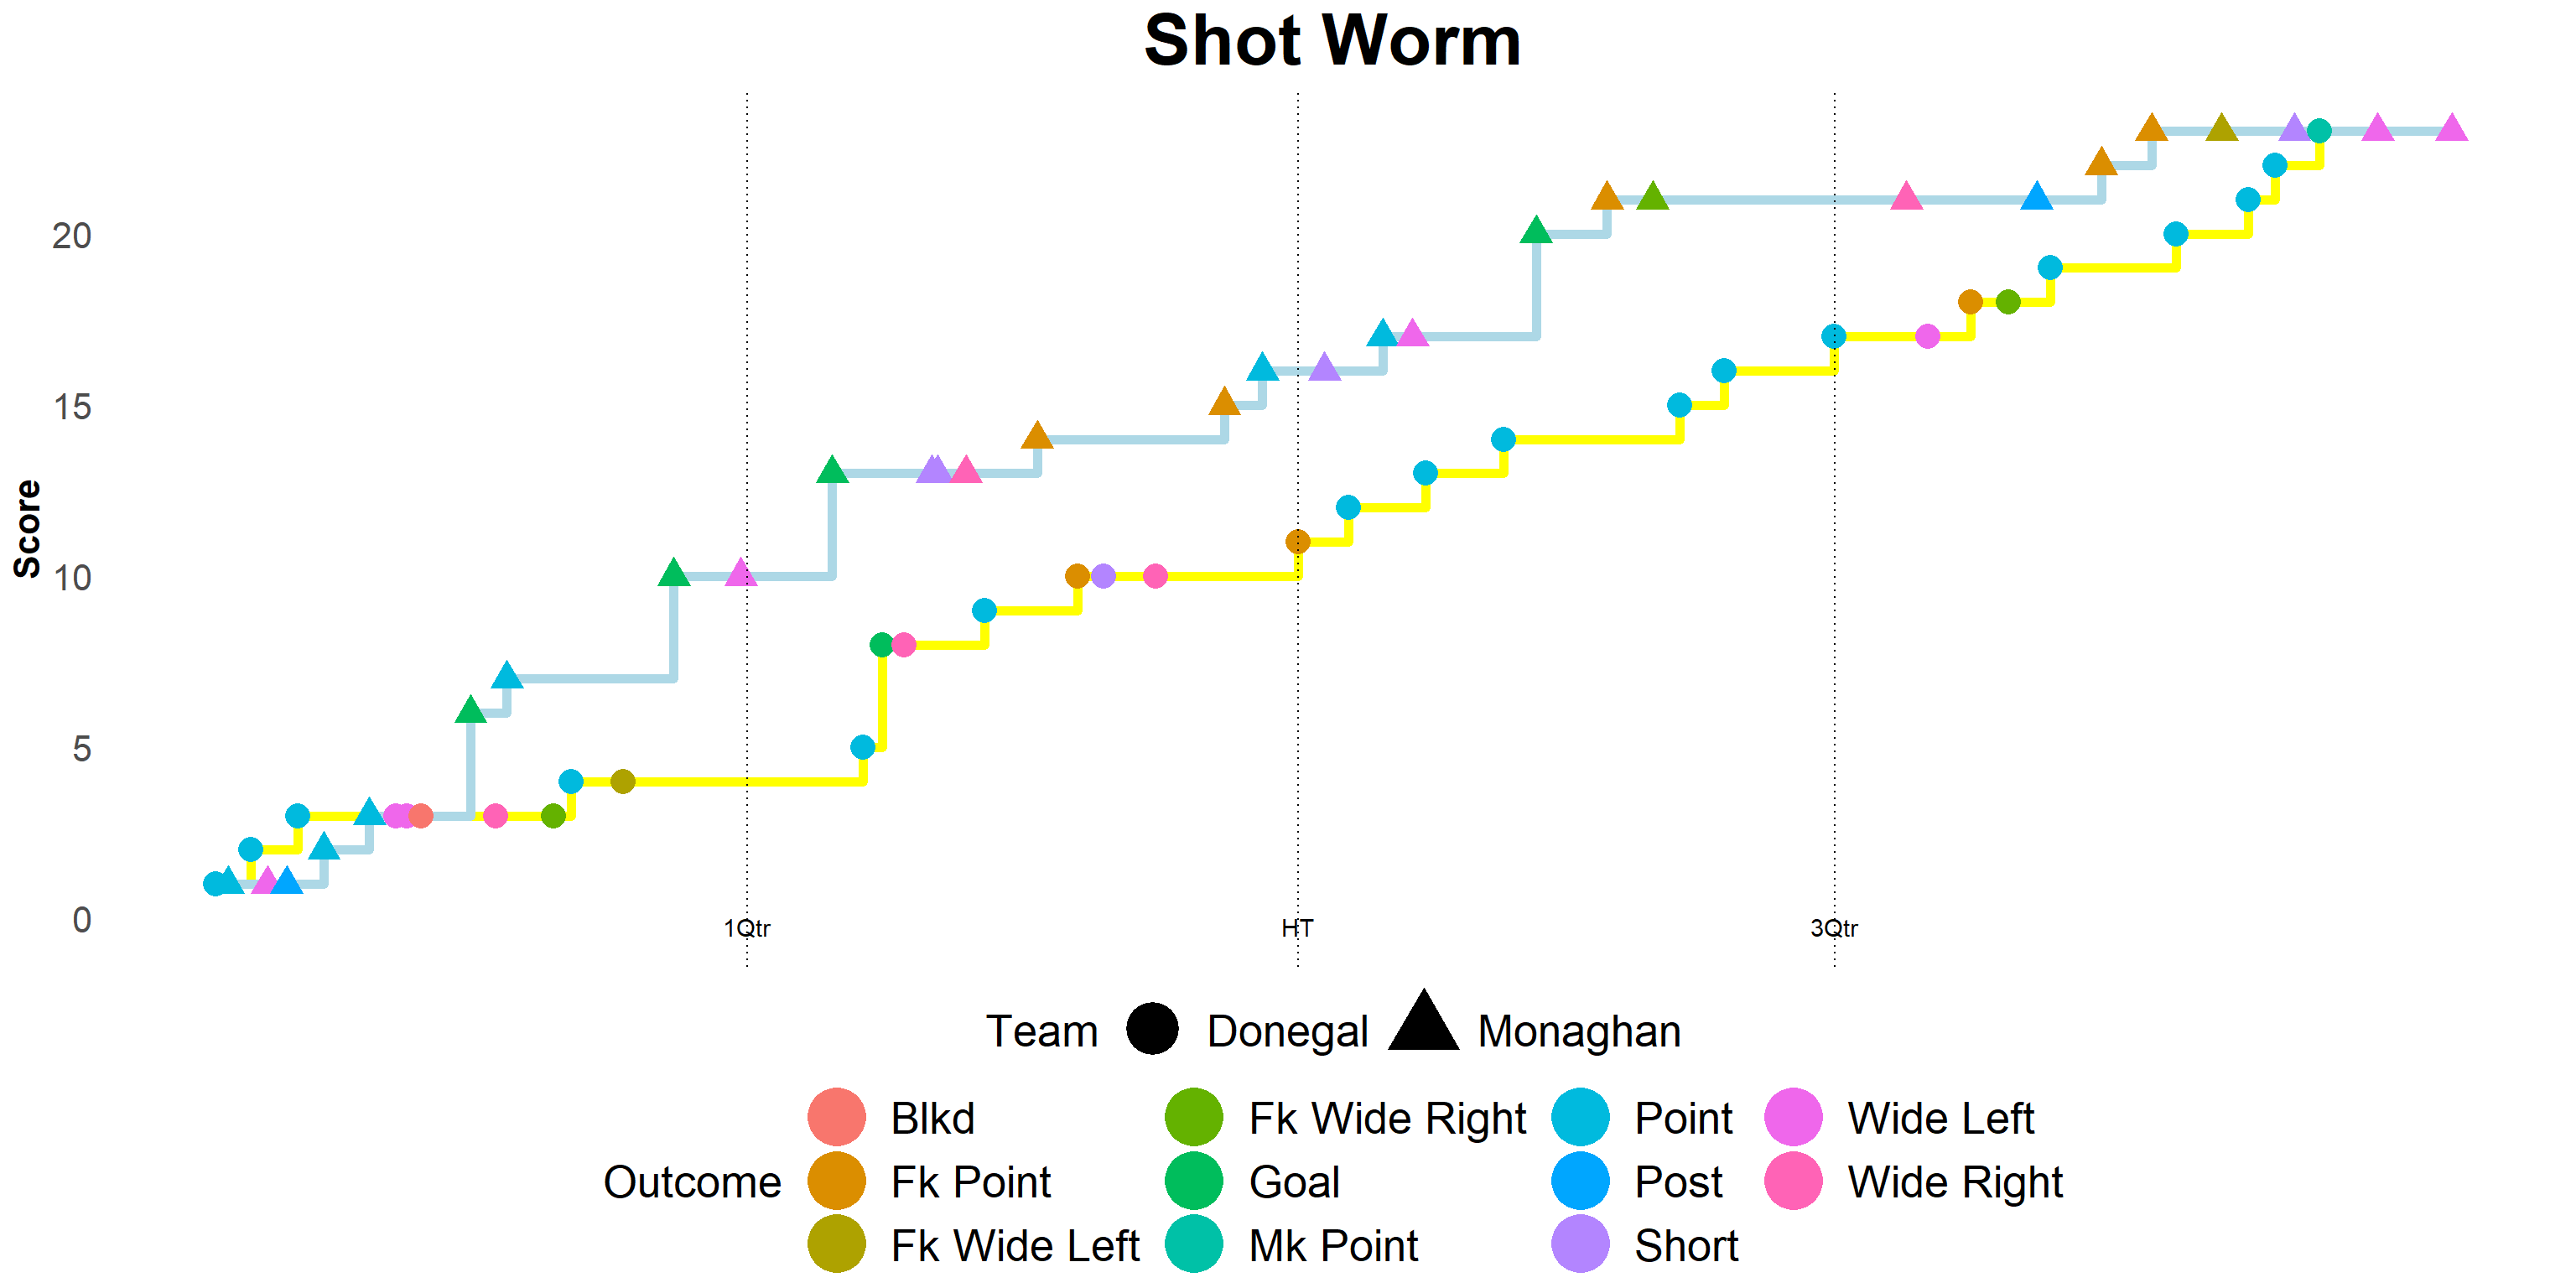 Shot Worm
Score
20
15
10
5
0
1Qtr HT 3Qtr
Team Donegal Monaghan
Blkd Fk Wide Right Point Wide Left
Outcome Fk Point Goal Post Wide Right
Fk Wide Left Mk Point Short